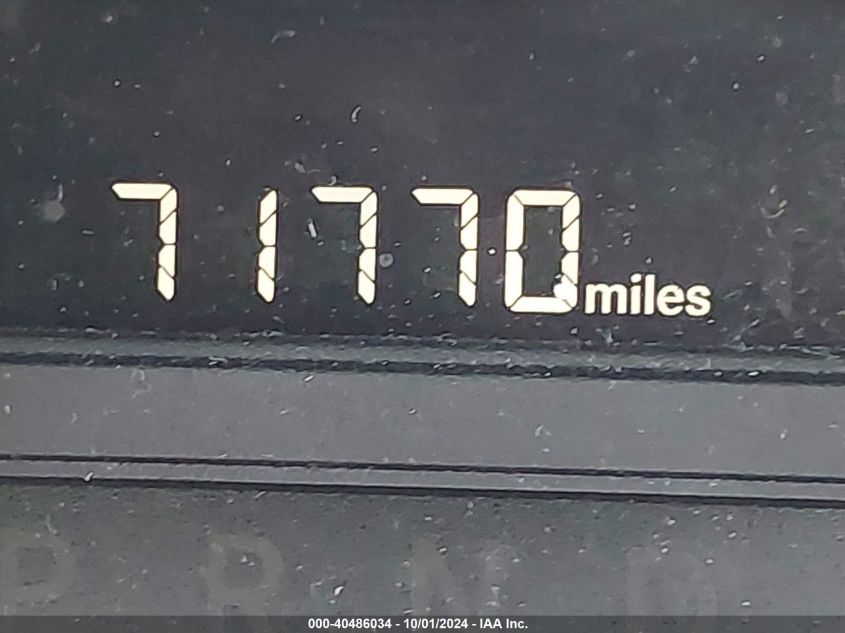 71770 miles
P R N D
000-40486034 - 10/01/2024 - IAA Inc.